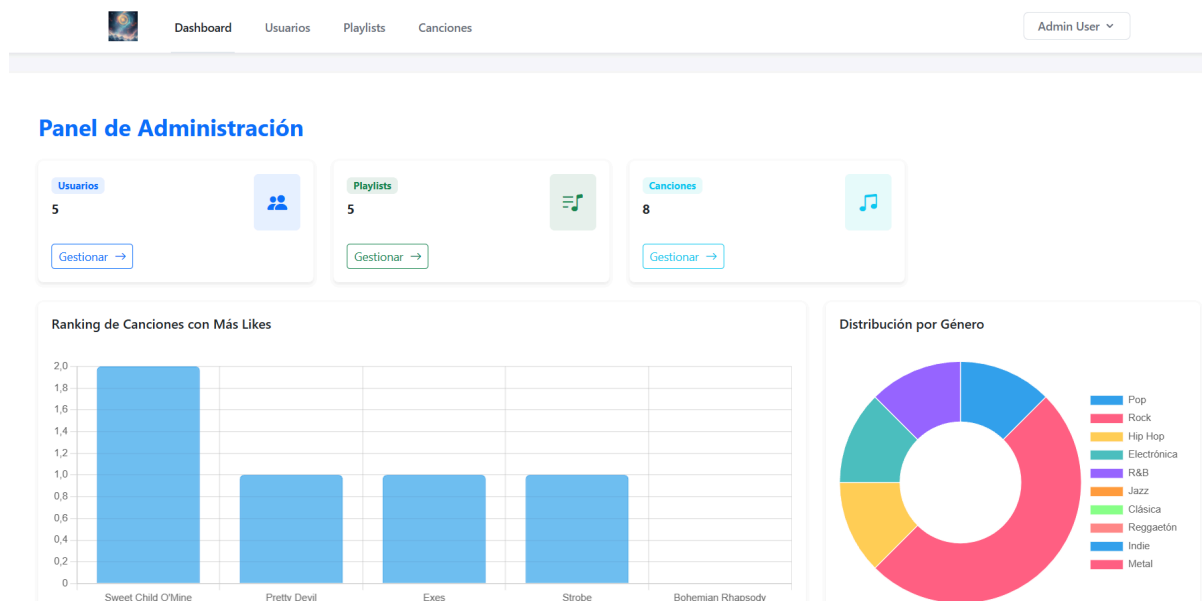 Dashboard Usuarios Playlists Canciones Admin User
Panel de Administración
Usuarios
5
Gestionar →
Playlists
5
Gestionar →
Canciones
8
Gestionar →
Ranking de Canciones con Más Likes
2,0
1,8
1,6
1,4
1,2
1,0
0,8
0,6
0,4
0,2
0
Sweet Child O'Mine Pretty Devil Exes Strobe Bohemian Rhapsody
Distribución por Género
Pop
Rock
Hip Hop
Electrónica
R&B
Jazz
Clásica
Reggaetón
Indie
Metal